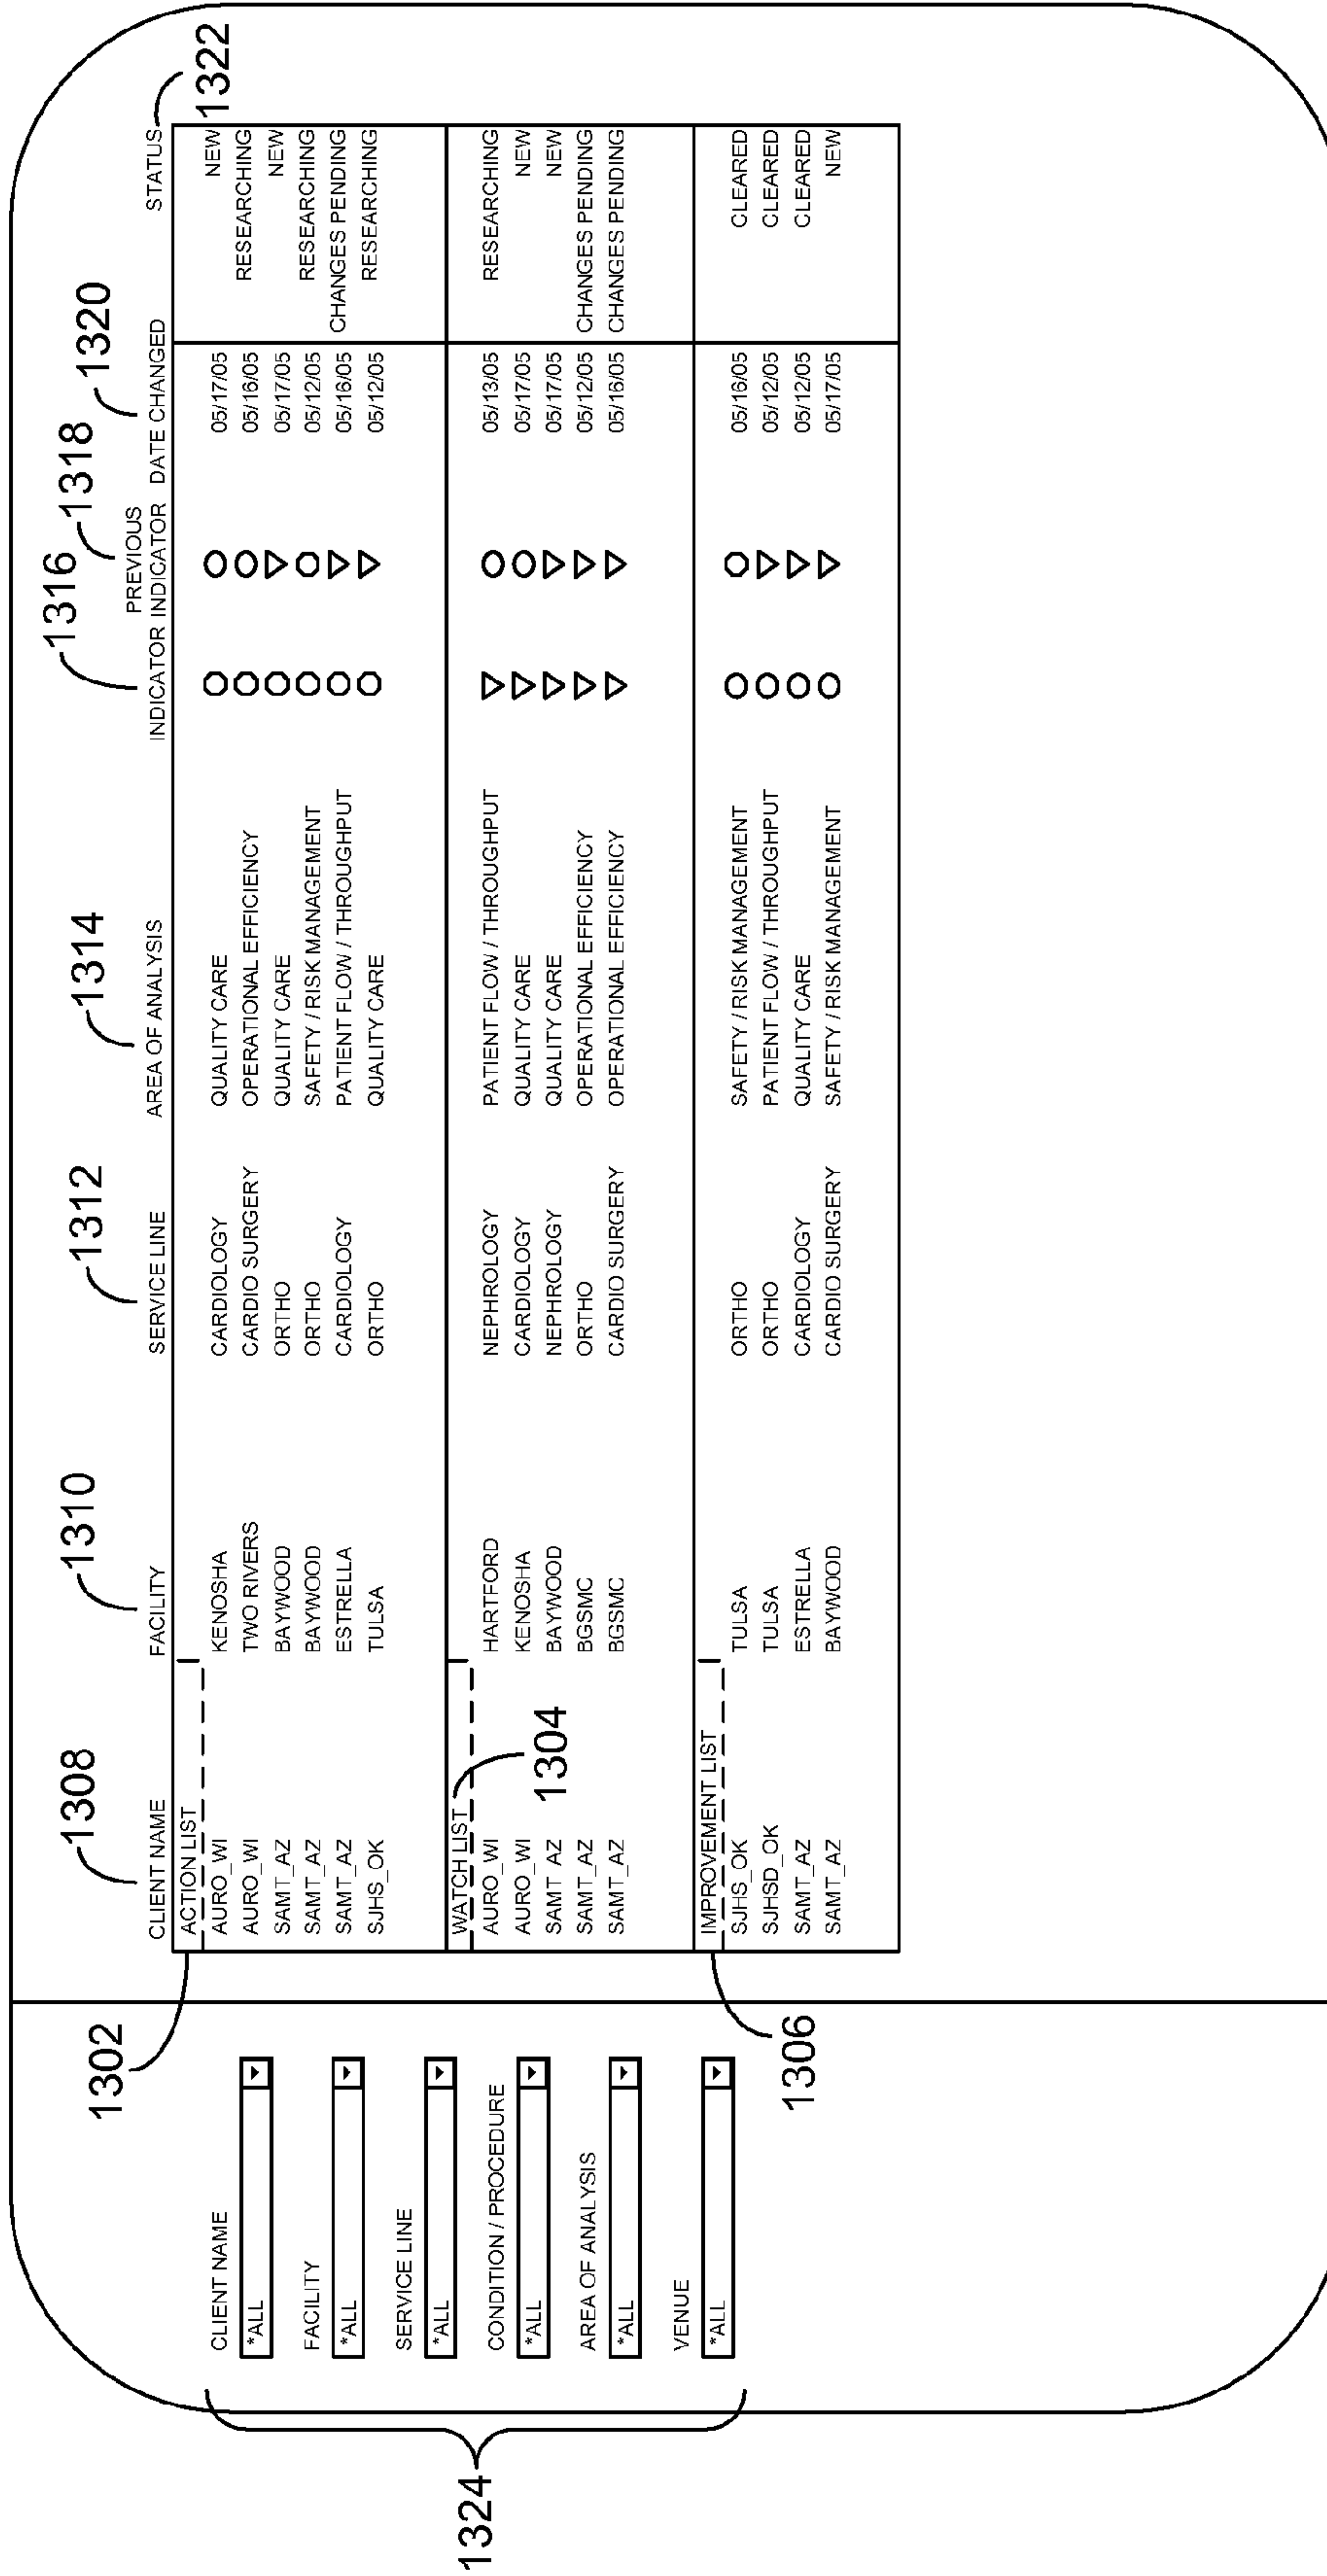 1308
1310
1312
1314
1316
1318
1320
1322
CLIENT NAME FACILITY SERVICE LINE AREA OF ANALYSIS INDICATOR PREVIOUS INDICATOR DATE CHANGED STATUS
1302
ACTION LIST
AURO_WI KENOSHA CARDIOLOGY QUALITY CARE 05/17/05 NEW
AURO_WI TWO RIVERS CARDIO SURGERY OPERATIONAL EFFICIENCY 05/16/05 RESEARCHING
SAMT_AZ BAYWOOD ORTHO QUALITY CARE 05/17/05 NEW
SAMT_AZ BAYWOOD ORTHO SAFETY / RISK MANAGEMENT 05/12/05 RESEARCHING
SAMT_AZ ESTRELLA CARDIOLOGY PATIENT FLOW / THROUGHPUT 05/16/05 CHANGES PENDING
SJHS_OK TULSA ORTHO QUALITY CARE 05/12/05 RESEARCHING
WATCH LIST
1304
AURO_WI HARTFORD NEPHROLOGY PATIENT FLOW / THROUGHPUT 05/13/05 RESEARCHING
AURO_WI KENOSHA CARDIOLOGY QUALITY CARE 05/17/05 NEW
SAMT_AZ BAYWOOD NEPHROLOGY QUALITY CARE 05/17/05 NEW
SAMT_AZ BGSMC ORTHO OPERATIONAL EFFICIENCY 05/12/05 CHANGES PENDING
SAMT_AZ BGSMC CARDIO SURGERY OPERATIONAL EFFICIENCY 05/16/05 CHANGES PENDING
IMPROVEMENT LIST
1306
SJHS_OK TULSA ORTHO SAFETY / RISK MANAGEMENT 05/16/05 CLEARED
SJHSD_OK TULSA ORTHO PATIENT FLOW / THROUGHPUT 05/12/05 CLEARED
SAMT_AZ ESTRELLA CARDIOLOGY QUALITY CARE 05/12/05 CLEARED
SAMT_AZ BAYWOOD CARDIO SURGERY SAFETY / RISK MANAGEMENT 05/17/05 NEW
1324
CLIENT NAME
*ALL
FACILITY
*ALL
SERVICE LINE
*ALL
CONDITION / PROCEDURE
*ALL
AREA OF ANALYSIS
*ALL
VENUE
*ALL